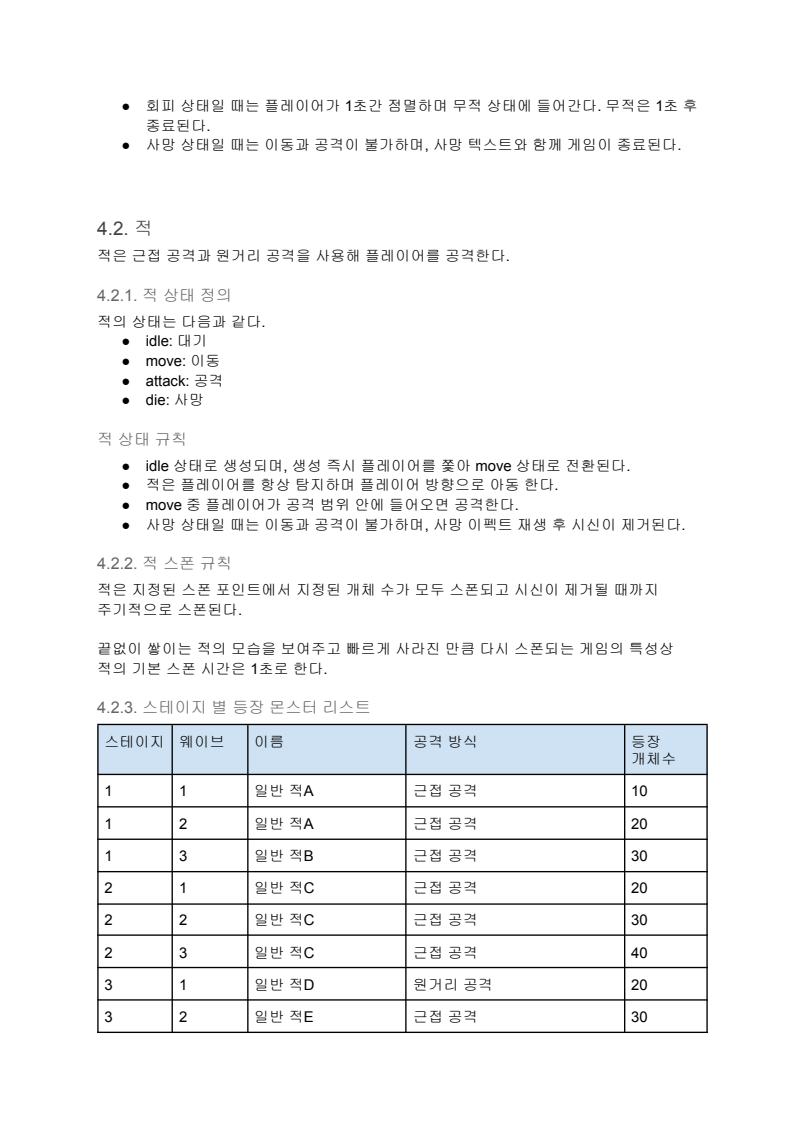 ● 회피 상태일 때는 플레이어가 1초간 점멸하며 무적 상태에 들어간다. 무적은 1초 후
종료된다.
● 사망 상태일 때는 이동과 공격이 불가하며, 사망 텍스트와 함께 게임이 종료된다.
4.2. 적
적은 근접 공격과 원거리 공격을 사용해 플레이어를 공격한다.
4.2.1. 적 상태 정의
적의 상태는 다음과 같다.
● idle: 대기
● move: 이동
● attack: 공격
● die: 사망
적 상태 규칙
● idle 상태로 생성되며, 생성 즉시 플레이어를 쫓아 move 상태로 전환된다.
● 적은 플레이어를 항상 탐지하며 플레이어 방향으로 아동 한다.
● move 중 플레이어가 공격 범위 안에 들어오면 공격한다.
● 사망 상태일 때는 이동과 공격이 불가하며, 사망 이펙트 재생 후 시신이 제거된다.
4.2.2. 적 스폰 규칙
적은 지정된 스폰 포인트에서 지정된 개체 수가 모두 스폰되고 시신이 제거될 때까지
주기적으로 스폰된다.
끝없이 쌓이는 적의 모습을 보여주고 빠르게 사라진 만큼 다시 스폰되는 게임의 특성상
적의 기본 스폰 시간은 1초로 한다.
4.2.3. 스테이지 별 등장 몬스터 리스트
스테이지 웨이브 이름 공격 방식 등장
개체수
1 1 일반 적A 근접 공격 10
1 2 일반 적A 근접 공격 20
1 3 일반 적B 근접 공격 30
2 1 일반 적C 근접 공격 20
2 2 일반 적C 근접 공격 30
2 3 일반 적C 근접 공격 40
3 1 일반 적D 원거리 공격 20
3 2 일반 적E 근접 공격 30